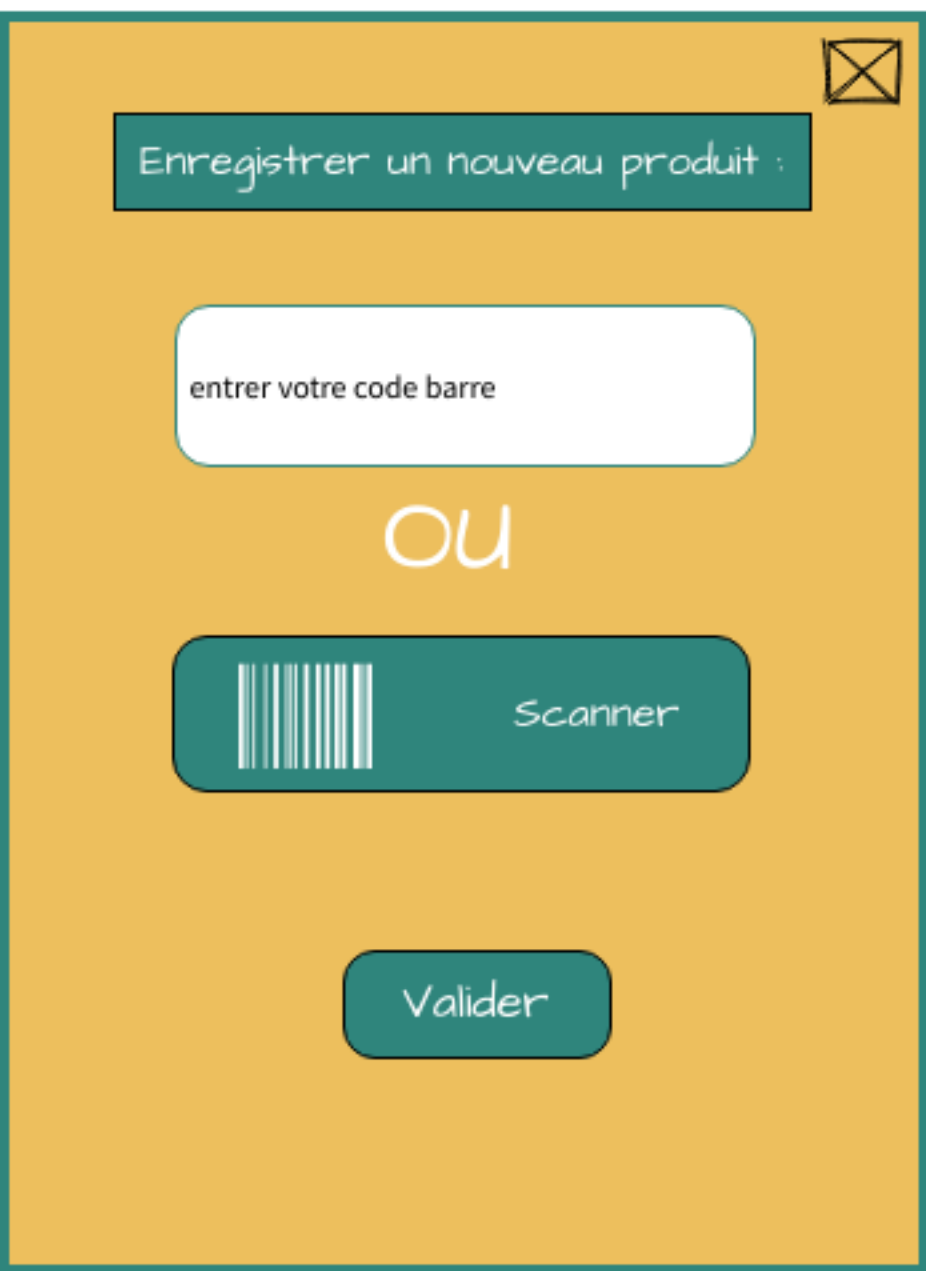 Enregistrer un nouveau produit :
entrer votre code barre
OU
Scanner
Valider